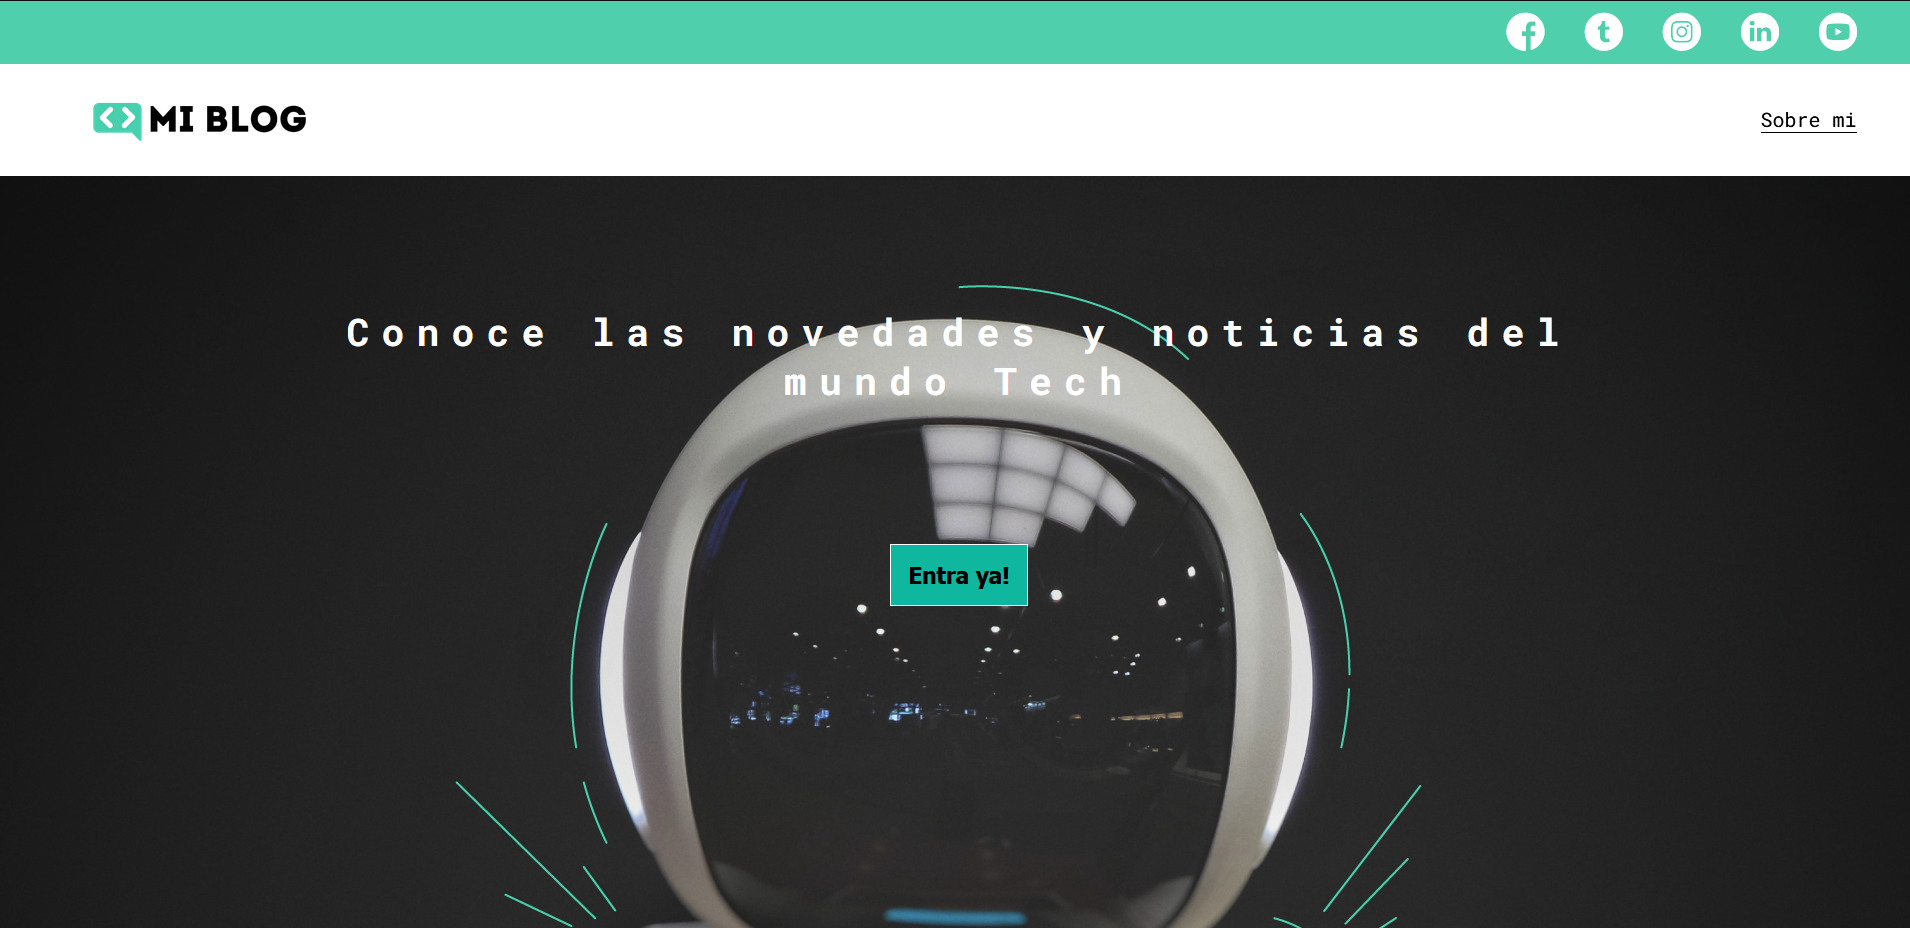 MI BLOG
Sobre mi
Conoce las novedades y noticias del
mundo Tech
Entra ya!